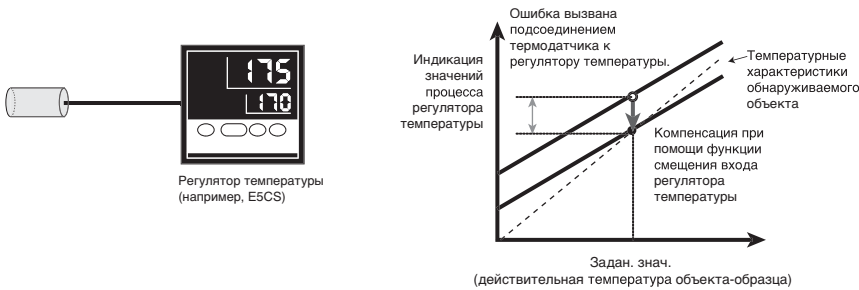 175
170
Регулятор температуры
(например, E5CS)
Ошибка вызвана
подсоединением
термодатчика к
регулятору температуры.
Индикация
значений
процесса
регулятора
температуры
Температурные
характеристики
обнаруживаемого
объекта
Компенсация при
помощи функции
смещения входа
регулятора
температуры
Задан. знач.
(действительная температура объекта-образца)